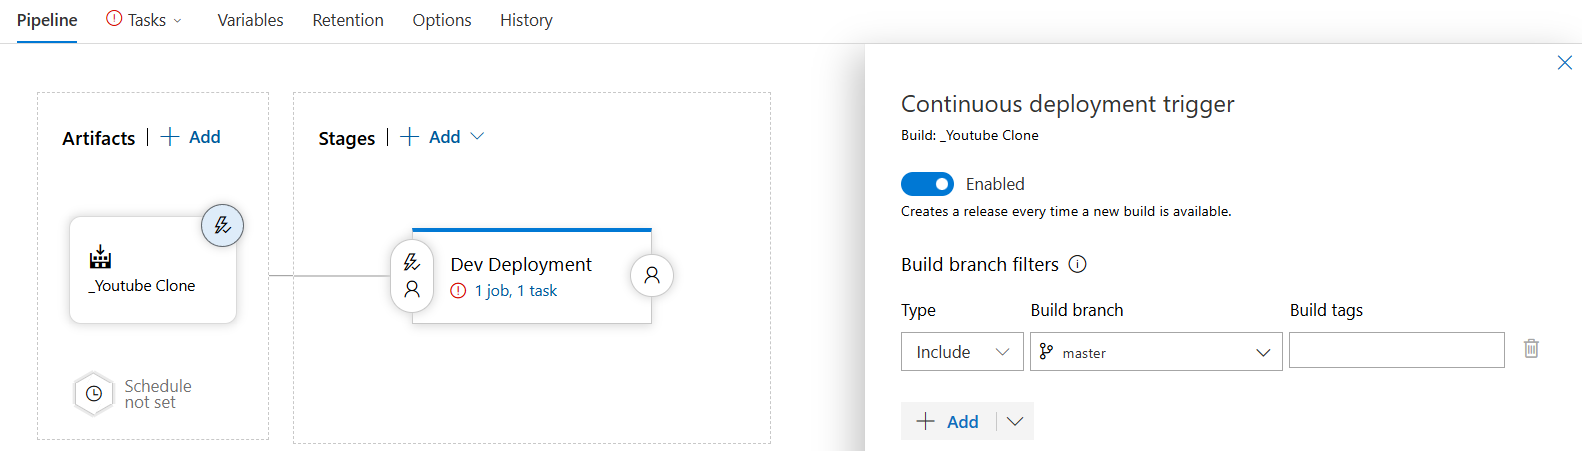 Pipeline Tasks Variables Retention Options History
Artifacts | Add
_Youtube Clone
Schedule
not set
Stages | Add
Dev Deployment
1 job, 1 task
Continuous deployment trigger
Build: _Youtube Clone
Enabled
Creates a release every time a new build is available.
Build branch filters
Type Build branch Build tags
Include master
Add